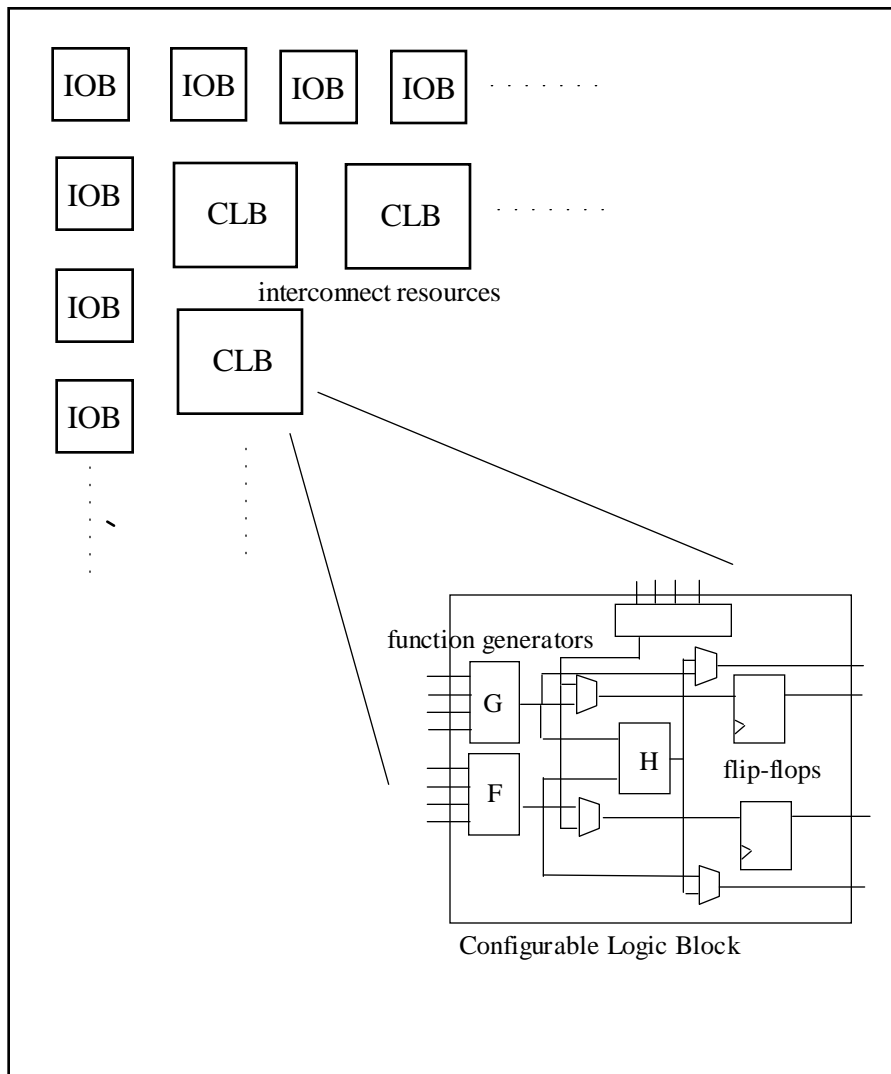 IOB IOB IOB IOB
IOB CLB CLB
interconnect resources
IOB
CLB
IOB
function generators
G
H
flip-flops
F
Configurable Logic Block